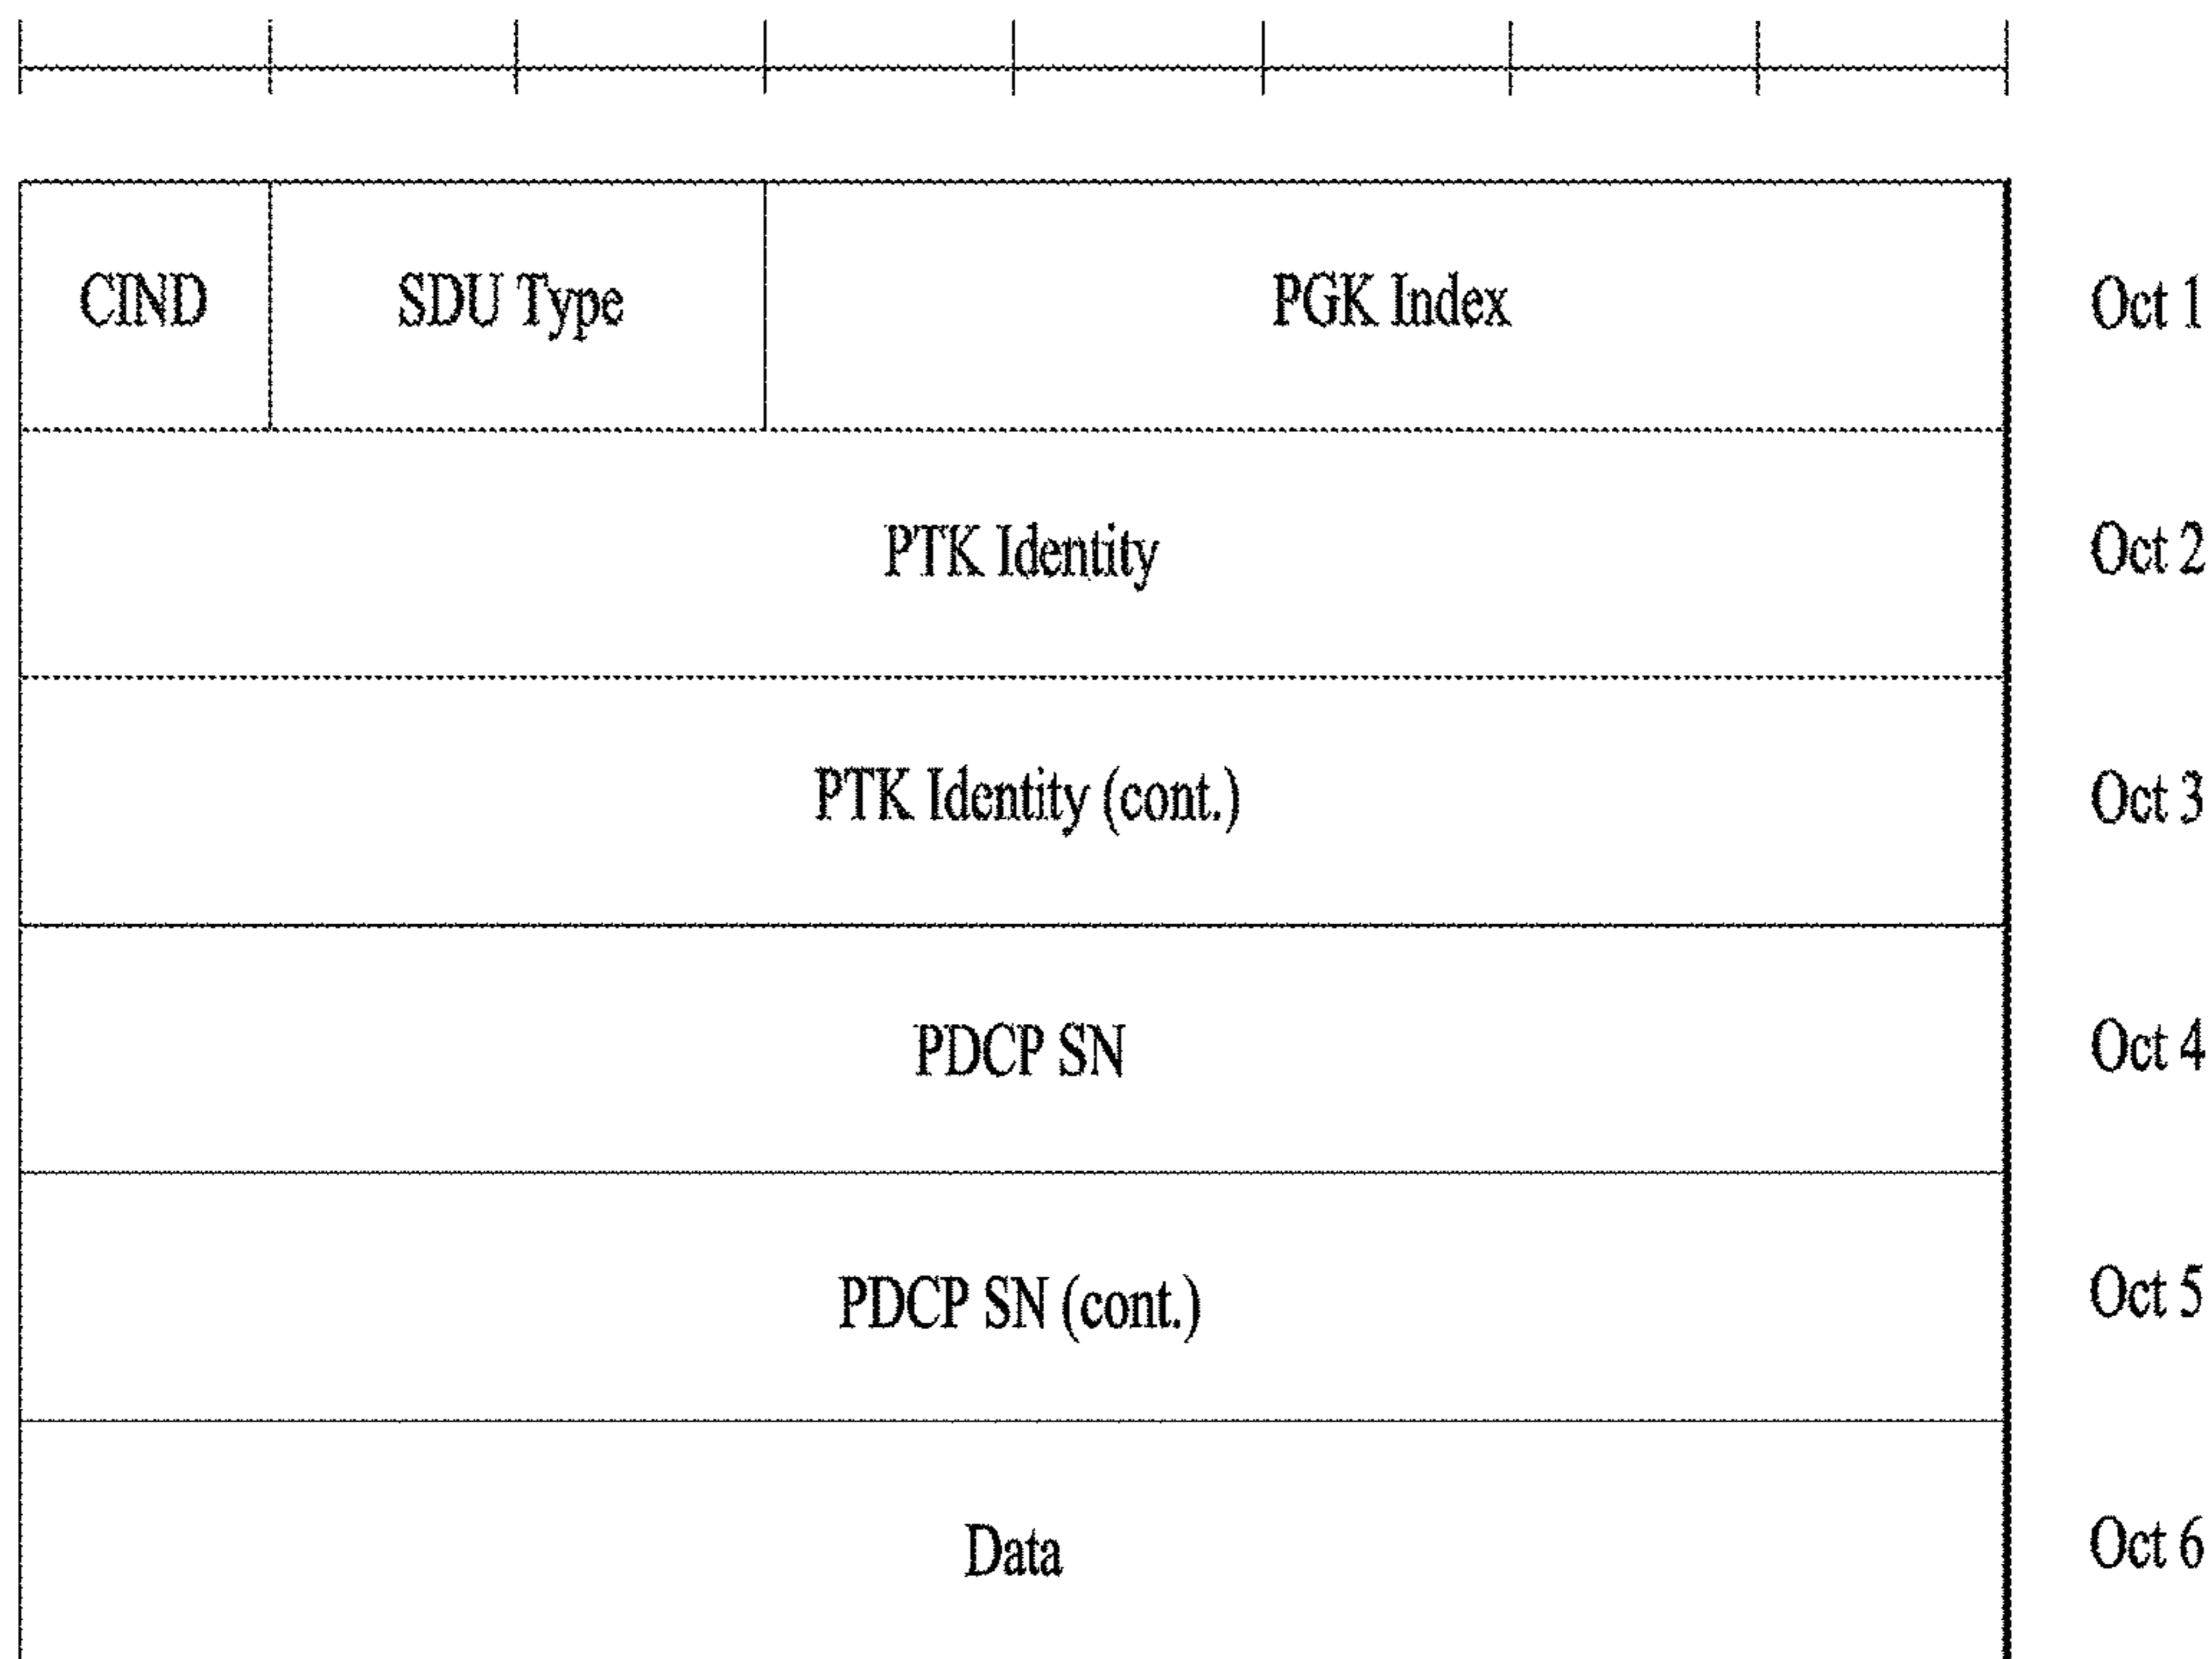 CIND SDU Type PGK Index Oct 1
PTK Identity Oct 2
PTK Identity (cont.) Oct 3
PDCP SN Oct 4
PDCP SN (cont.) Oct 5
Data Oct 6